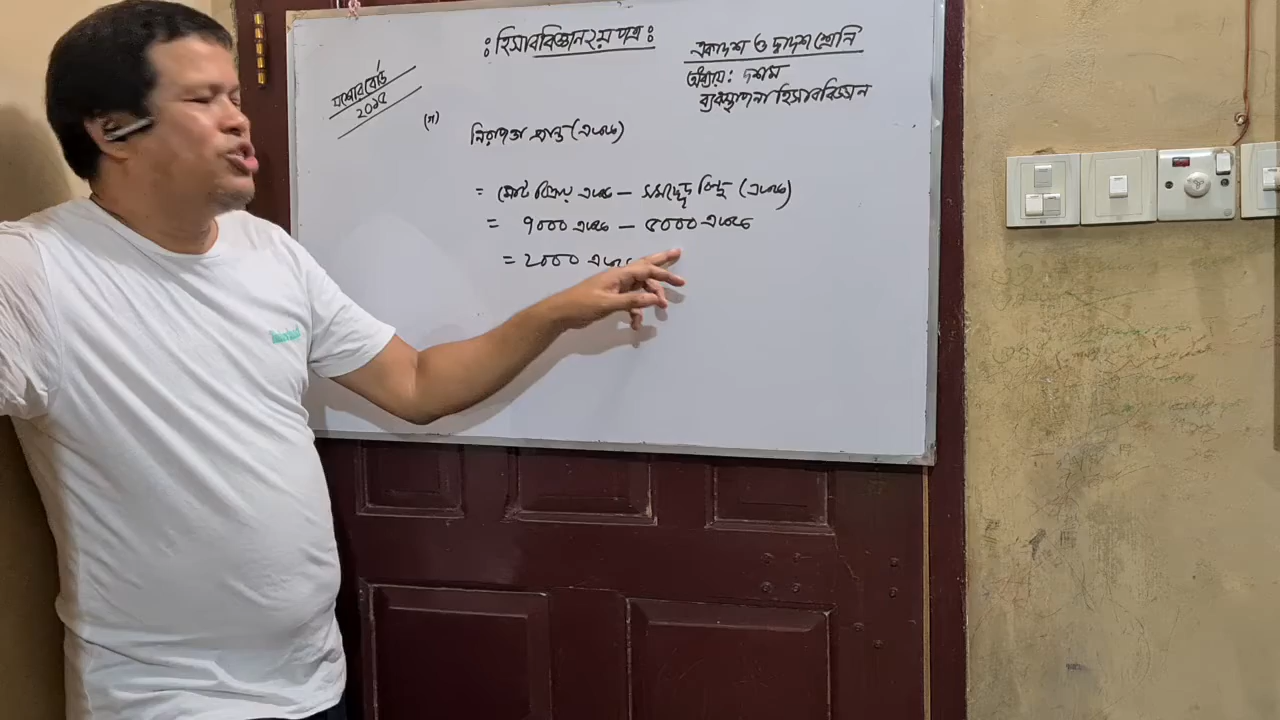 : হিসাববিজ্ঞান ২য় পত্র :
একাদশ ও দ্বাদশ শ্রেনি
অধ্যায় : দশম
ব্যবস্থাপনা হিসাববিজ্ঞান
যশোর বোর্ড
২০১৫
(গ)
নিরাপত্তা প্রান্ত (এককে)
= মোট বিক্রয় একক – সমচ্ছেদ বিন্দু (এককে)
= ৭০০০ একক – ৫০০০ একক
= ২০০০ একক